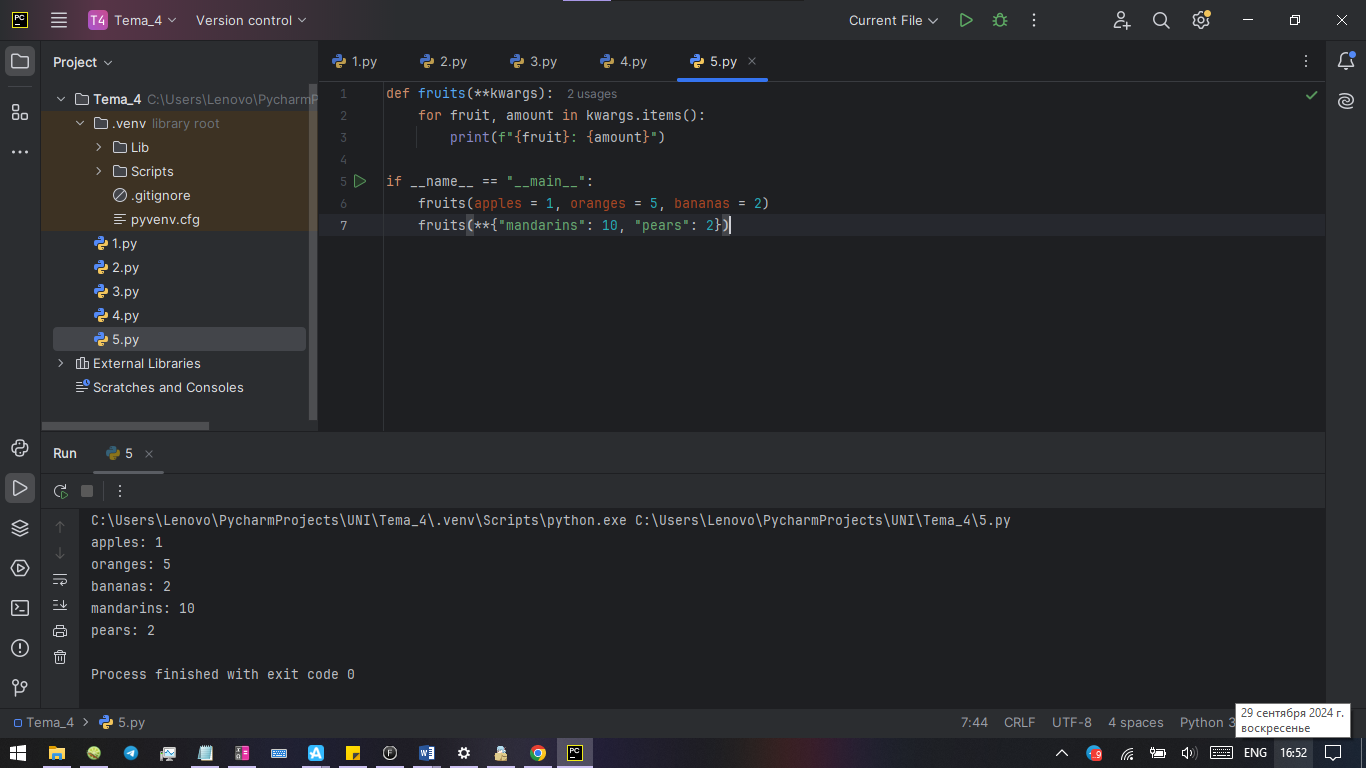 PC T4 Tema_4 Version control Current File
Project 1.py 2.py 3.py 4.py 5.py
Tema_4 C:\Users\Lenovo\PycharmP
.venv library root
Lib
Scripts
.gitignore
pyvenv.cfg
1.py
2.py
3.py
4.py
5.py
External Libraries
Scratches and Consoles
1 def fruits(**kwargs): 2 usages
2 for fruit, amount in kwargs.items():
3 print(f"{fruit}: {amount}")
4
5 if __name__ == "__main__":
6 fruits(apples = 1, oranges = 5, bananas = 2)
7 fruits(**{"mandarins": 10, "pears": 2})
Run 5
C:\Users\Lenovo\PycharmProjects\UNI\Tema_4\.venv\Scripts\python.exe C:\Users\Lenovo\PycharmProjects\UNI\Tema_4\5.py
apples: 1
oranges: 5
bananas: 2
mandarins: 10
pears: 2
Process finished with exit code 0
Tema_4 5.py 7:44 CRLF UTF-8 4 spaces Python 3
29 сентября 2024 г.
воскресенье
ENG 16:52